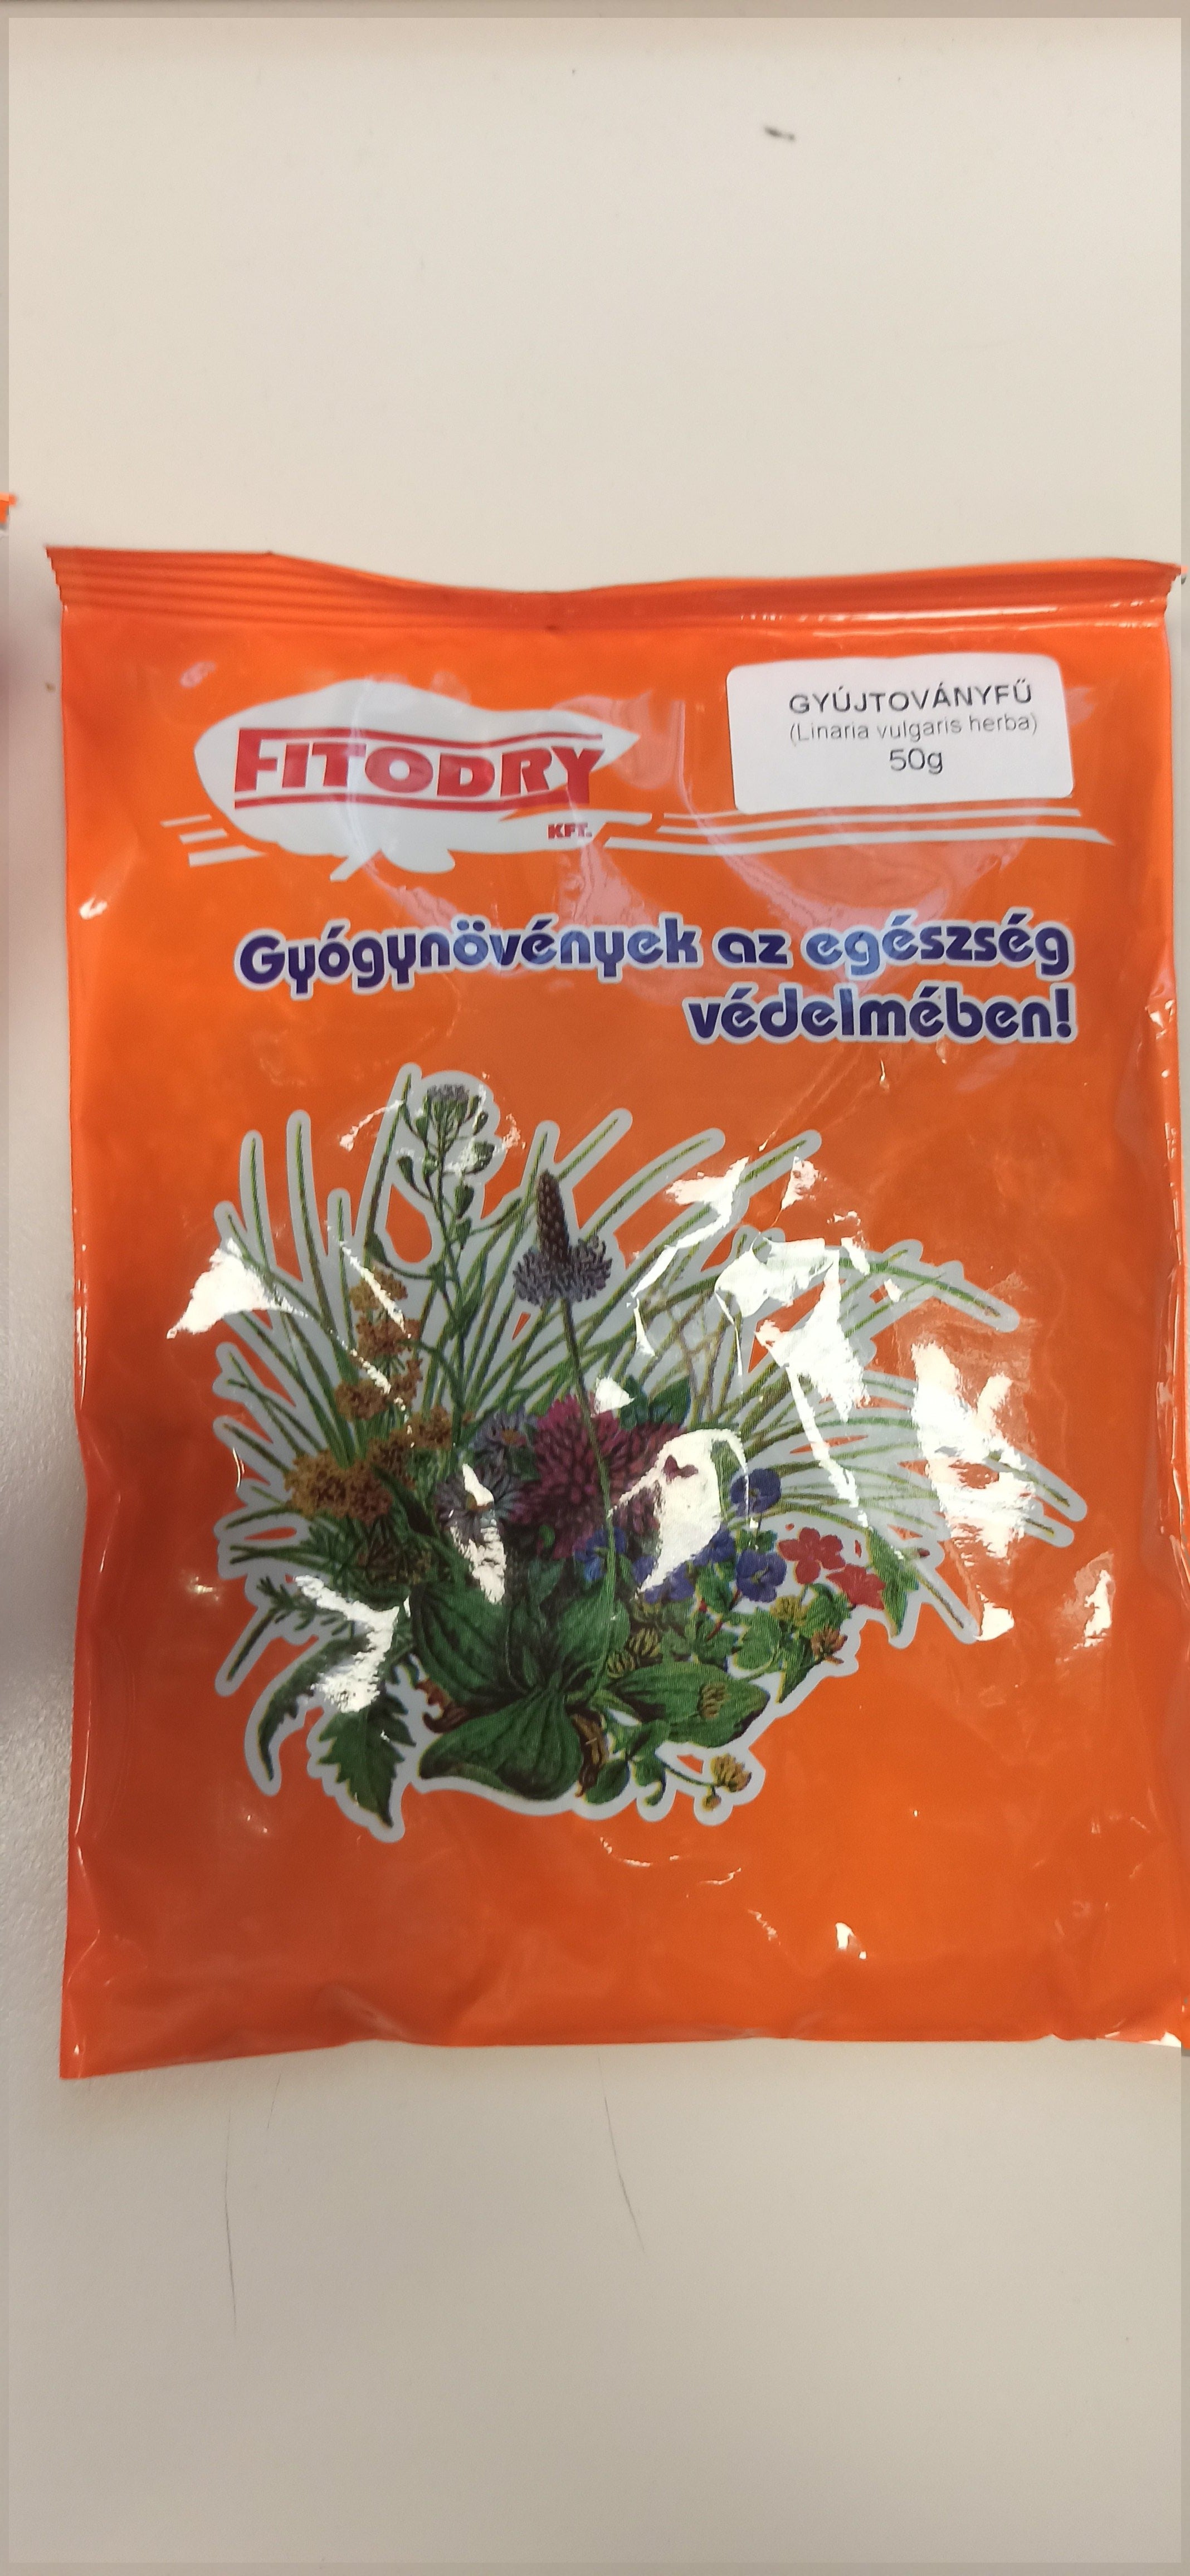 FITODRY
KFT.
GYÚJTOVÁNYFŰ
(Linaria vulgaris herba)
50g
Gyógynövények az egészség
védelmében!